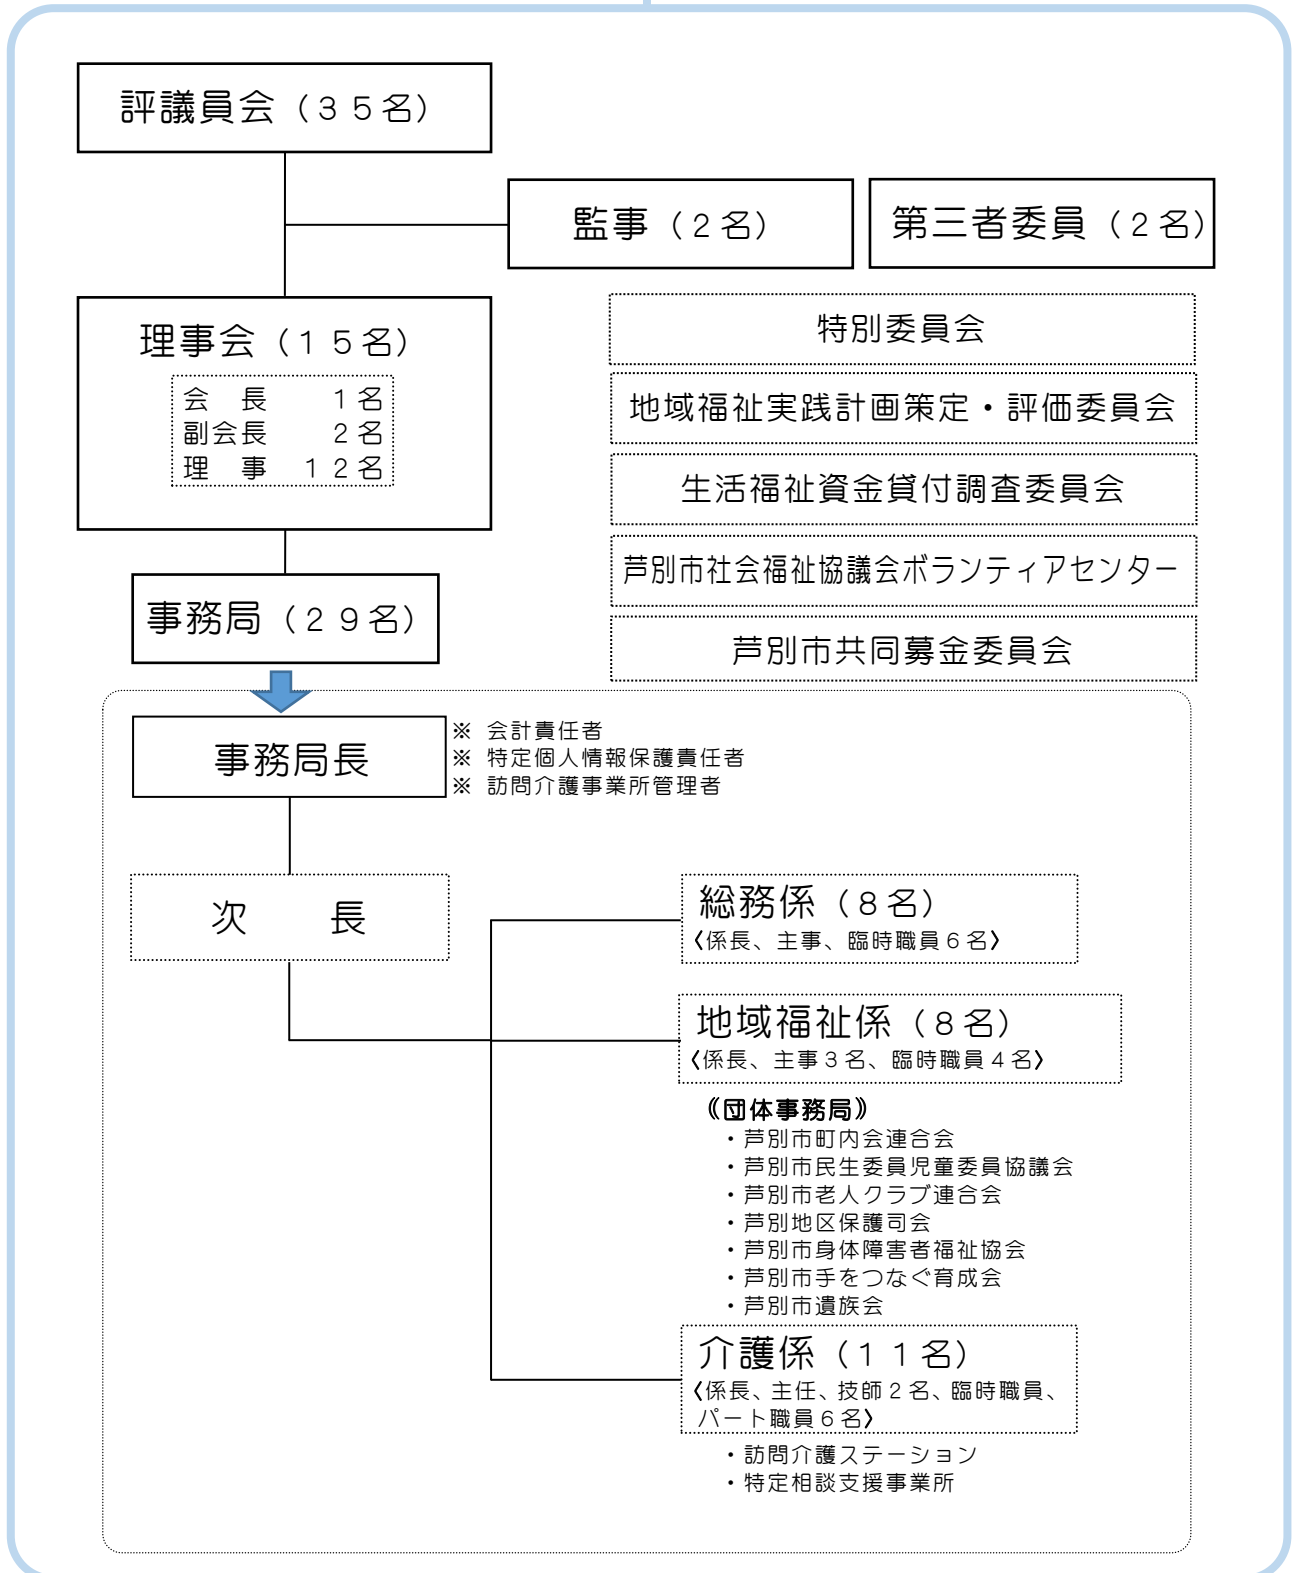 評議員会（３５名）
監事（２名）
第三者委員（２名）
理事会（１５名）
会　長　　１名
副会長　　２名
理　事　１２名
特別委員会
地域福祉実践計画策定・評価委員会
生活福祉資金貸付調査委員会
芦別市社会福祉協議会ボランティアセンター
芦別市共同募金委員会
事務局（２９名）
事務局長
※ 会計責任者
※ 特定個人情報保護責任者
※ 訪問介護事業所管理者
次　　長
総務係（８名）
〈係長、主事、臨時職員６名〉
地域福祉係（８名）
〈係長、主事３名、臨時職員４名〉
《団体事務局》
・芦別市町内会連合会
・芦別市民生委員児童委員協議会
・芦別市老人クラブ連合会
・芦別地区保護司会
・芦別市身体障害者福祉協会
・芦別市手をつなぐ育成会
・芦別市遺族会
介護係（１１名）
〈係長、主任、技師２名、臨時職員、
パート職員６名〉
・訪問介護ステーション
・特定相談支援事業所